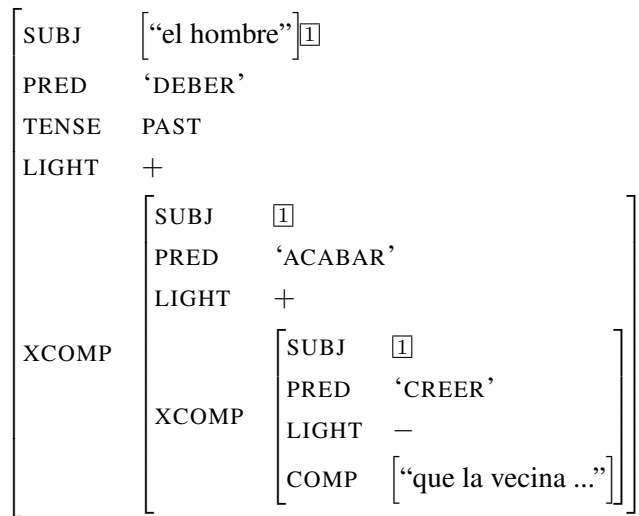 SUBJ [“el hombre”] 1
PRED ‘DEBER’
TENSE PAST
LIGHT +
SUBJ 1
PRED ‘ACABAR’
LIGHT +
XCOMP
SUBJ 1
PRED ‘CREER’
XCOMP
LIGHT −
COMP [“que la vecina ...”]